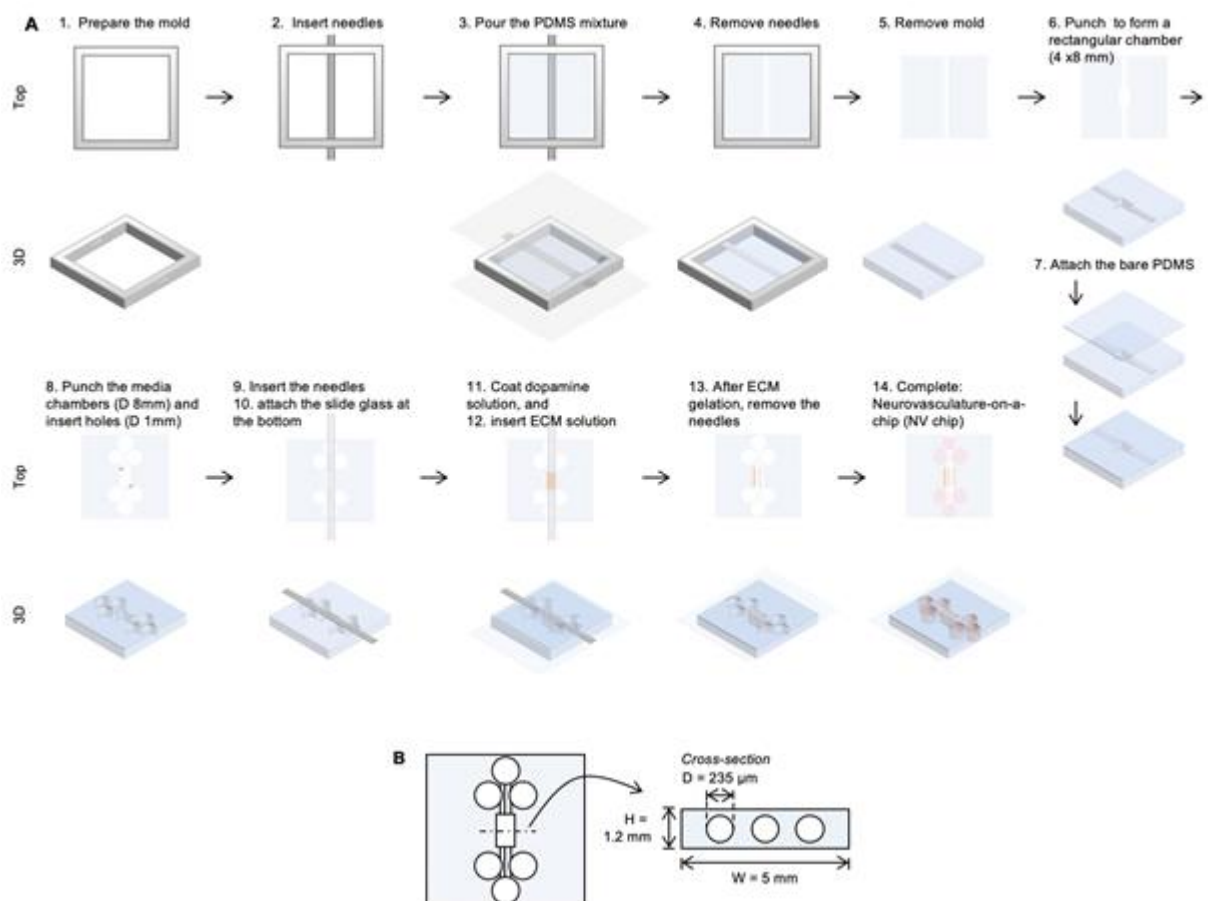 A
1. Prepare the mold
2. Insert needles
3. Pour the PDMS mixture
4. Remove needles
5. Remove mold
6. Punch to form a
rectangular chamber
(4 x8 mm)
Top
3D
7. Attach the bare PDMS
8. Punch the media
chambers (D 8mm) and
insert holes (D 1mm)
9. Insert the needles
10. attach the slide glass at
the bottom
11. Coat dopamine
solution, and
12. insert ECM solution
13. After ECM
gelation, remove the
needles
14. Complete:
Neurovasculature-on-a-
chip (NV chip)
Top
3D
B
Cross-section
D = 235 μm
H =
1.2 mm
W = 5 mm